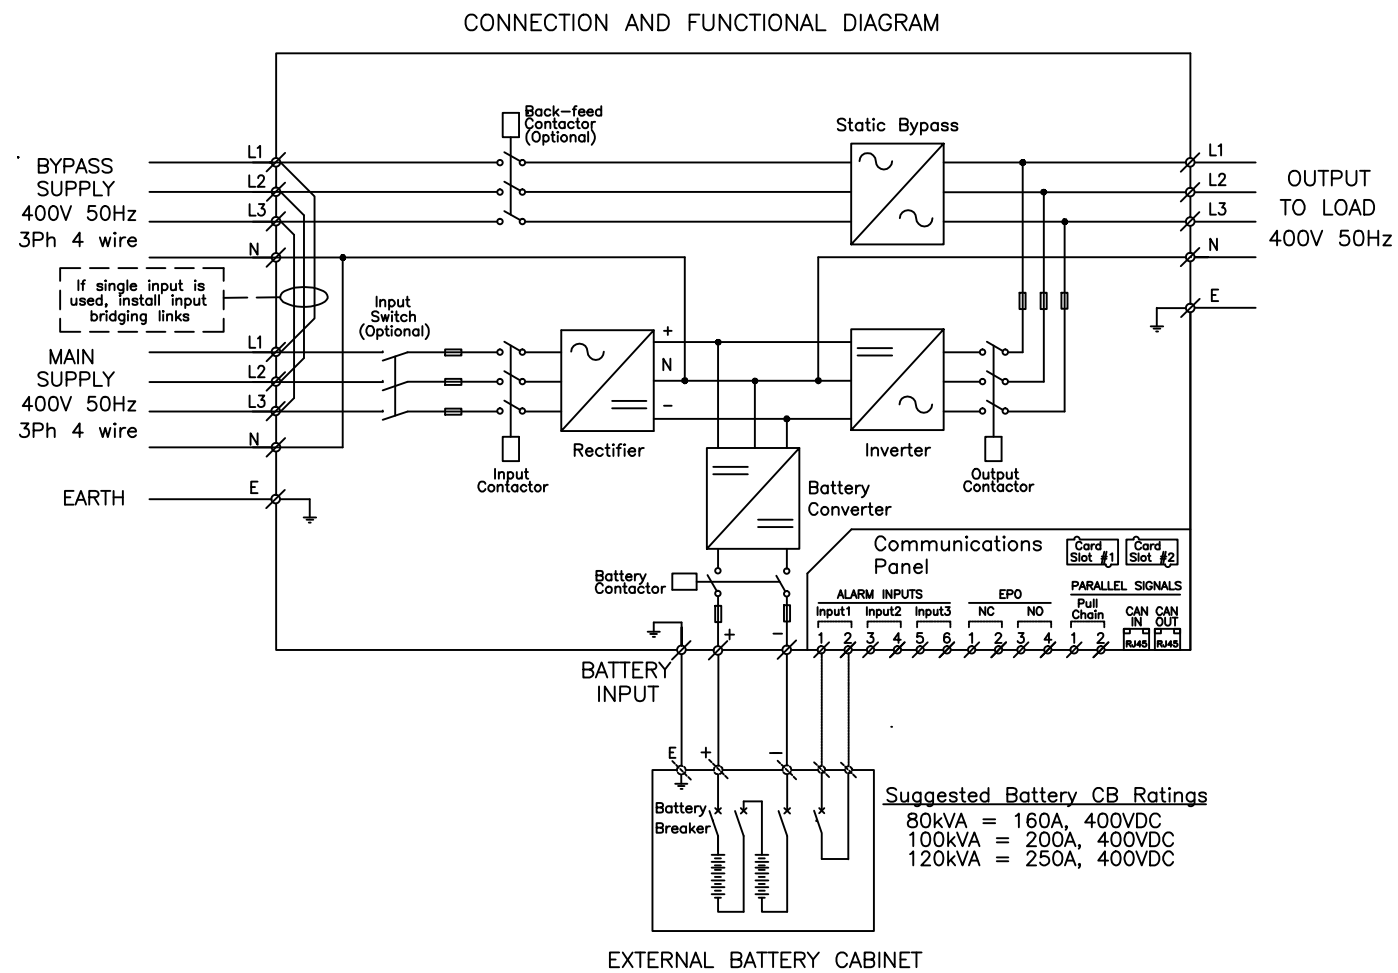 CONNECTION AND FUNCTIONAL DIAGRAM
Back-feed
Contactor
(Optional)
Static Bypass
BYPASS
SUPPLY
400V 50Hz
3Ph 4 wire
L1
L2
L3
N
L1
L2
L3
N
E
OUTPUT
TO LOAD
400V 50Hz
If single input is
used, install input
bridging links
Input
Switch
(Optional)
MAIN
SUPPLY
400V 50Hz
3Ph 4 wire
L1
L2
L3
N
+
N
−
Rectifier
Inverter
Input
Contactor
Output
Contactor
EARTH
E
Battery
Converter
Battery
Contactor
Communications
Panel
Card
Slot #1
Card
Slot #2
ALARM INPUTS
EPO
PARALLEL SIGNALS
Input1
Input2
Input3
NC
NO
Pull
Chain
CAN
IN
CAN
OUT
1 2 3 4 5 6 1 2 3 4 1 2
RJ45 RJ45
+ −
BATTERY
INPUT
E + −
Battery
Breaker
Suggested Battery CB Ratings
80kVA = 160A, 400VDC
100kVA = 200A, 400VDC
120kVA = 250A, 400VDC
EXTERNAL BATTERY CABINET